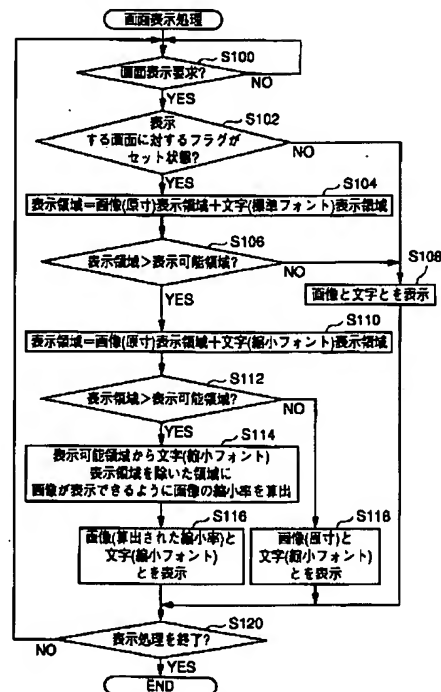 画面表示処理
S100
画面表示要求?
NO
YES
S102
表示
する画面に対するフラグが
セット状態?
NO
YES
S104
表示領域=画像(原寸)表示領域+文字(標準フォント)表示領域
S106
表示領域>表示可能領域?
NO
S108
画像と文字とを表示
YES
S110
表示領域=画像(原寸)表示領域+文字(縮小フォント)表示領域
S112
表示領域>表示可能領域?
NO
YES
S114
表示可能領域から文字(縮小フォント)
表示領域を除いた領域に
画像が表示できるように画像の縮小率を算出
S116
画像(算出された縮小率)と
文字(縮小フォント)
とを表示
S118
画像(原寸)と
文字(縮小フォント)
とを表示
S120
表示処理を終了?
NO
YES
END